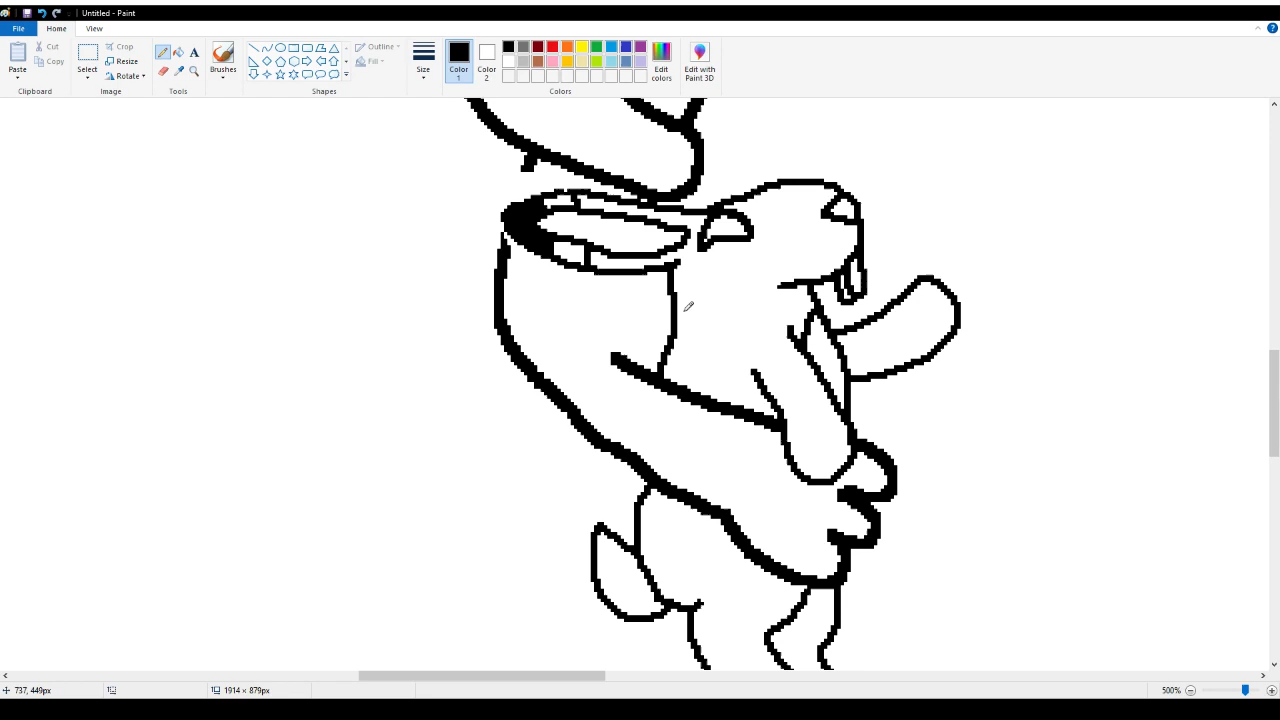 Untitled - Paint
File Home View
Paste
Cut
Copy
Clipboard
Select
Crop
Resize
Rotate
Image
A
Tools
Brushes
Outline
Fill
Shapes
Size
Color
1
Color
2
Edit
colors
Colors
Edit with
Paint 3D
737, 449px
1914 × 879px
500%